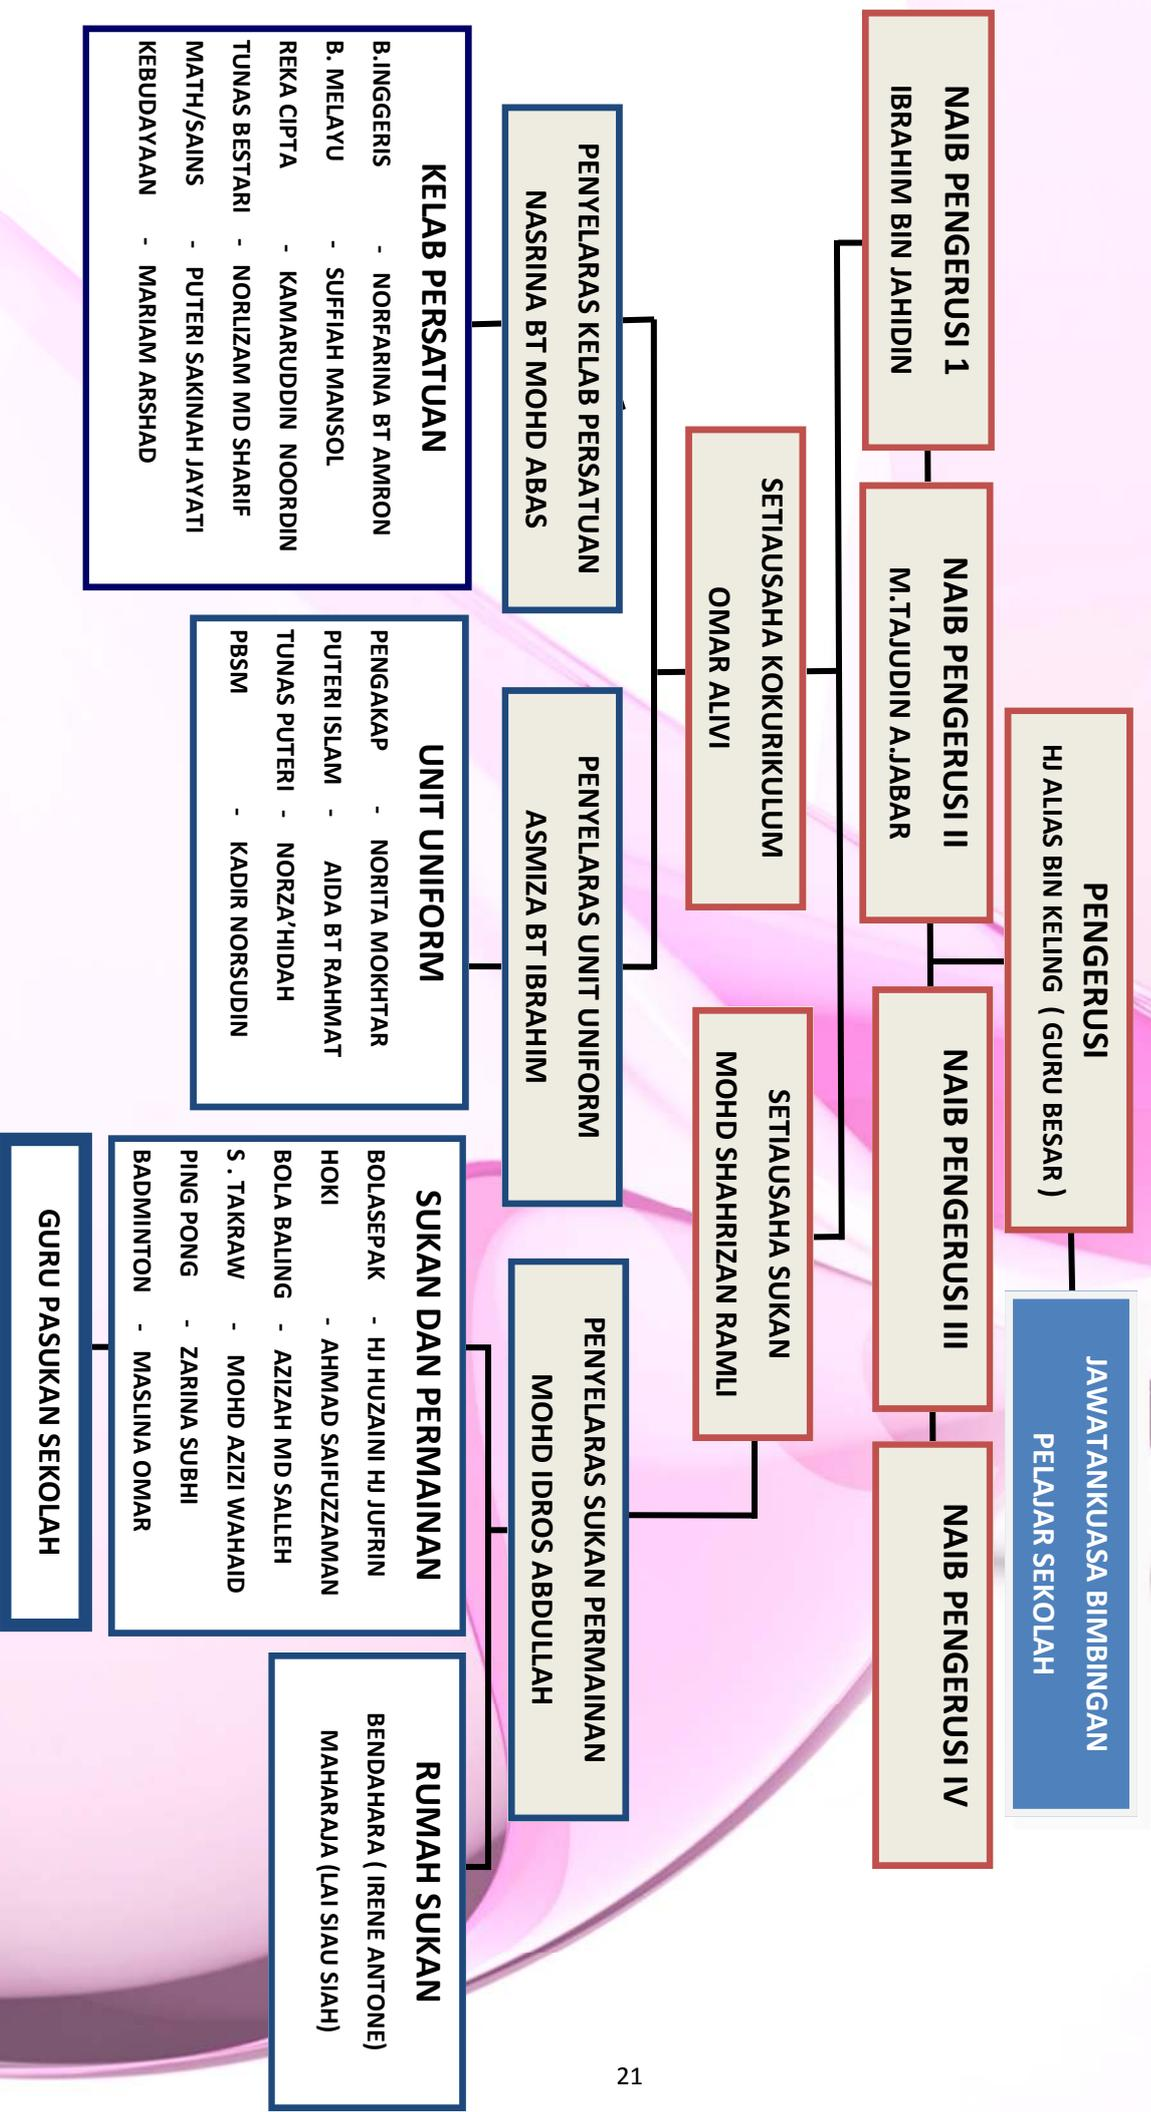 PENGERUSI
HJ ALIAS BIN KELING ( GURU BESAR )
JAWATANKUASA BIMBINGAN
PELAJAR SEKOLAH
NAIB PENGERUSI 1
IBRAHIM BIN JAHIDIN
NAIB PENGERUSI II
M.TAJUDIN A.JABAR
NAIB PENGERUSI III
NAIB PENGERUSI IV
SETIAUSAHA KOKURIKULUM
OMAR ALIVI
SETIAUSAHA SUKAN
MOHD SHAHRIZAN RAMLI
PENYELARAS KELAB PERSATUAN
NASRINA BT MOHD ABAS
PENYELARAS UNIT UNIFORM
ASMIZA BT IBRAHIM
PENYELARAS SUKAN PERMAINAN
MOHD IDROS ABDULLAH
KELAB PERSATUAN
B.INGGERIS - NORFARINA BT AMRON
B. MELAYU - SUFFIAH MANSOL
REKA CIPTA - KAMARUDDIN NOORDIN
TUNAS BESTARI - NORLIZAM MD SHARIF
MATH/SAINS - PUTERI SAKINAH JAYATI
KEBUDAYAAN - MARIAM ARSHAD
UNIT UNIFORM
PENGAKAP - NORITA MOKHTAR
PUTERI ISLAM - AIDA BT RAHMAT
TUNAS PUTERI - NORZA’HIDAH
PBSM - KADIR NORSUDIN
SUKAN DAN PERMAINAN
BOLASEPAK - HJ HUZAINI HJ JUFRIN
HOKI - AHMAD SAIFUZZAMAN
BOLA BALING - AZIZAH MD SALLEH
S . TAKRAW - MOHD AZIZI WAHAID
PING PONG - ZARINA SUBHI
BADMINTON - MASLINA OMAR
RUMAH SUKAN
BENDAHARA ( IRENE ANTONE)
MAHARAJA (LAI SIAU SIAH)
GURU PASUKAN SEKOLAH
21